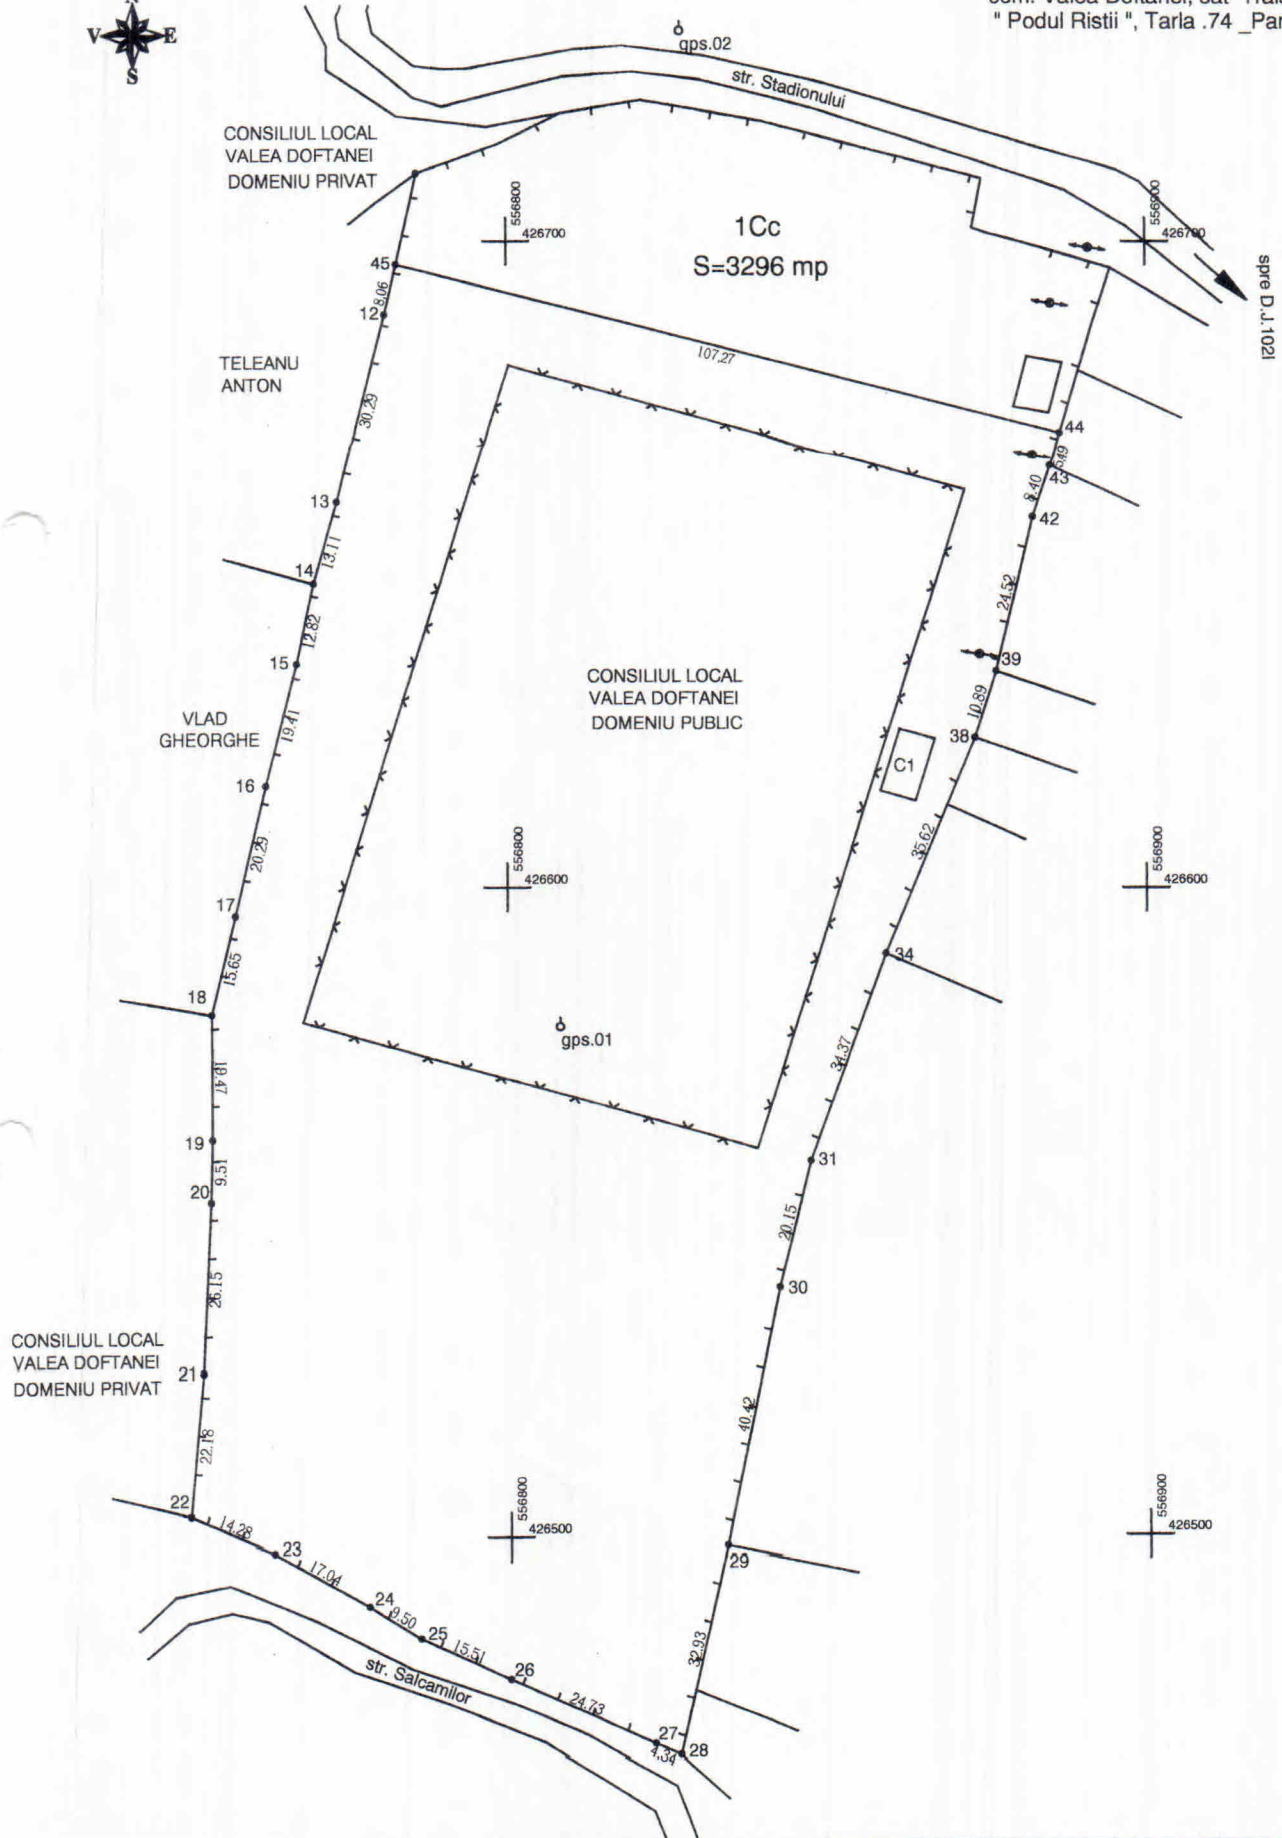 N
V E
S
" Podul Ristii ", Tarla .74
gps.02
str. Stadionului
CONSILIUL LOCAL
VALEA DOFTANEI
DOMENIU PRIVAT
556800
426700
1Cc
S=3296 mp
556900
426700
spre D.J.102I
45
8.06
12
107.27
TELEANU
ANTON
30.29
44
5.49
43
8.40
42
13
13.11
14
12.82
15
24.52
39
10.89
38
CONSILIUL LOCAL
VALEA DOFTANEI
DOMENIU PUBLIC
VLAD
GHEORGHE
19.41
16
C1
35.62
20.29
556800
426600
556900
426600
17
15.65
18
34
gps.01
34.37
19.47
19
9.51
20
31
20.15
30
26.15
CONSILIUL LOCAL
VALEA DOFTANEI
DOMENIU PRIVAT
21
22.18
40.42
22
14.28
23
556800
426500
556900
426500
29
17.04
24
9.50
25
15.51
26
32.93
str. Salcamilor
24.73
27
4.34
28